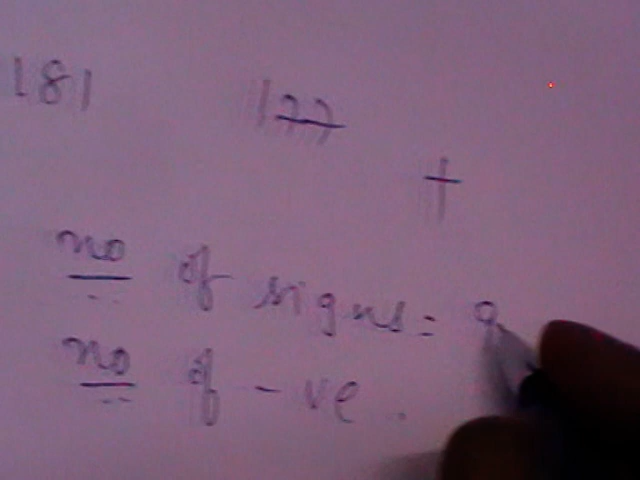 181 177
+
no of signs = 9
no of - ve .